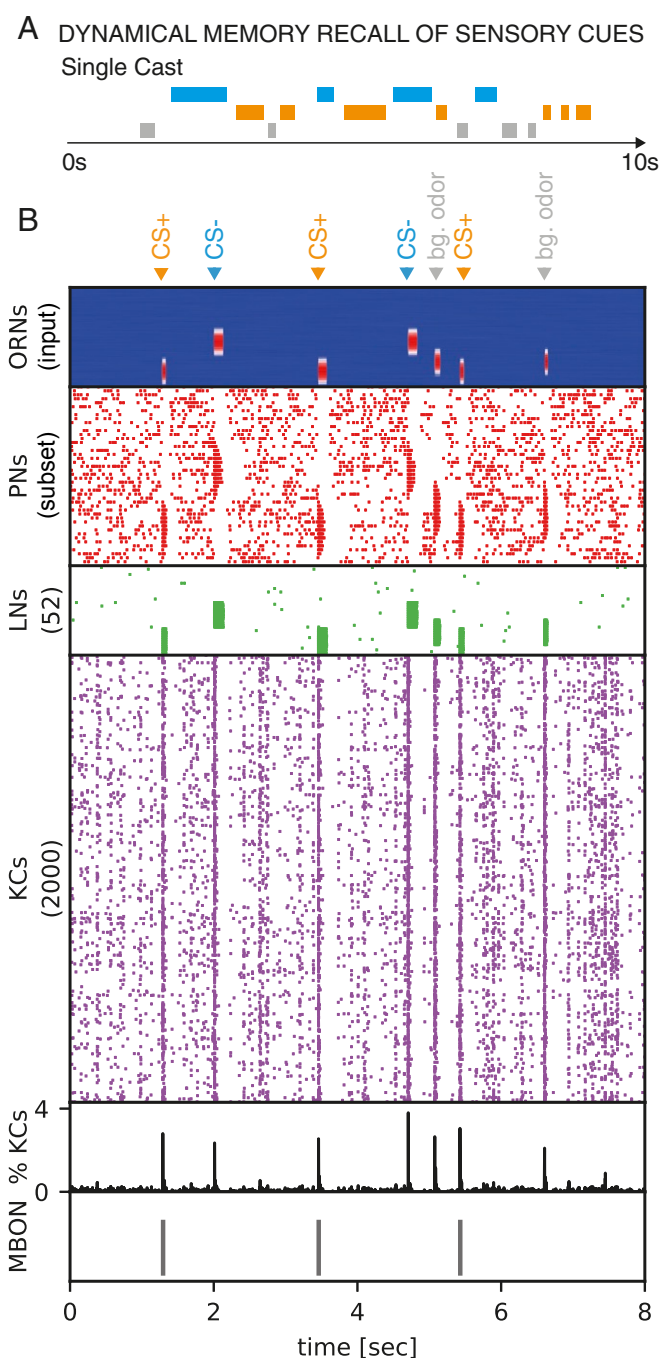 A DYNAMICAL MEMORY RECALL OF SENSORY CUES
Single Cast
0s 10s
B CS+ CS- CS+ CS- bg. odor CS+ bg. odor
ORNs
(input)
PNs
(subset)
LNs
(52)
KCs
(2000)
% KCs
4
0
MBON
0 2 4 6 8
time [sec]